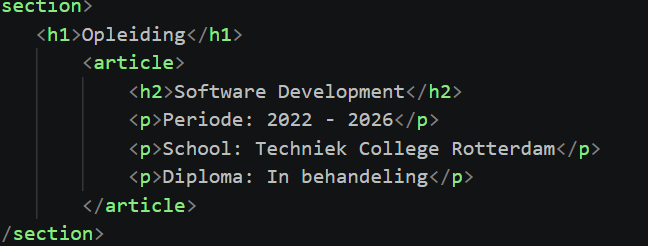 section>
<h1>Opleiding</h1>
<article>
<h2>Software Development</h2>
<p>Periode: 2022 - 2026</p>
<p>School: Techniek College Rotterdam</p>
<p>Diploma: In behandeling</p>
</article>
/section>